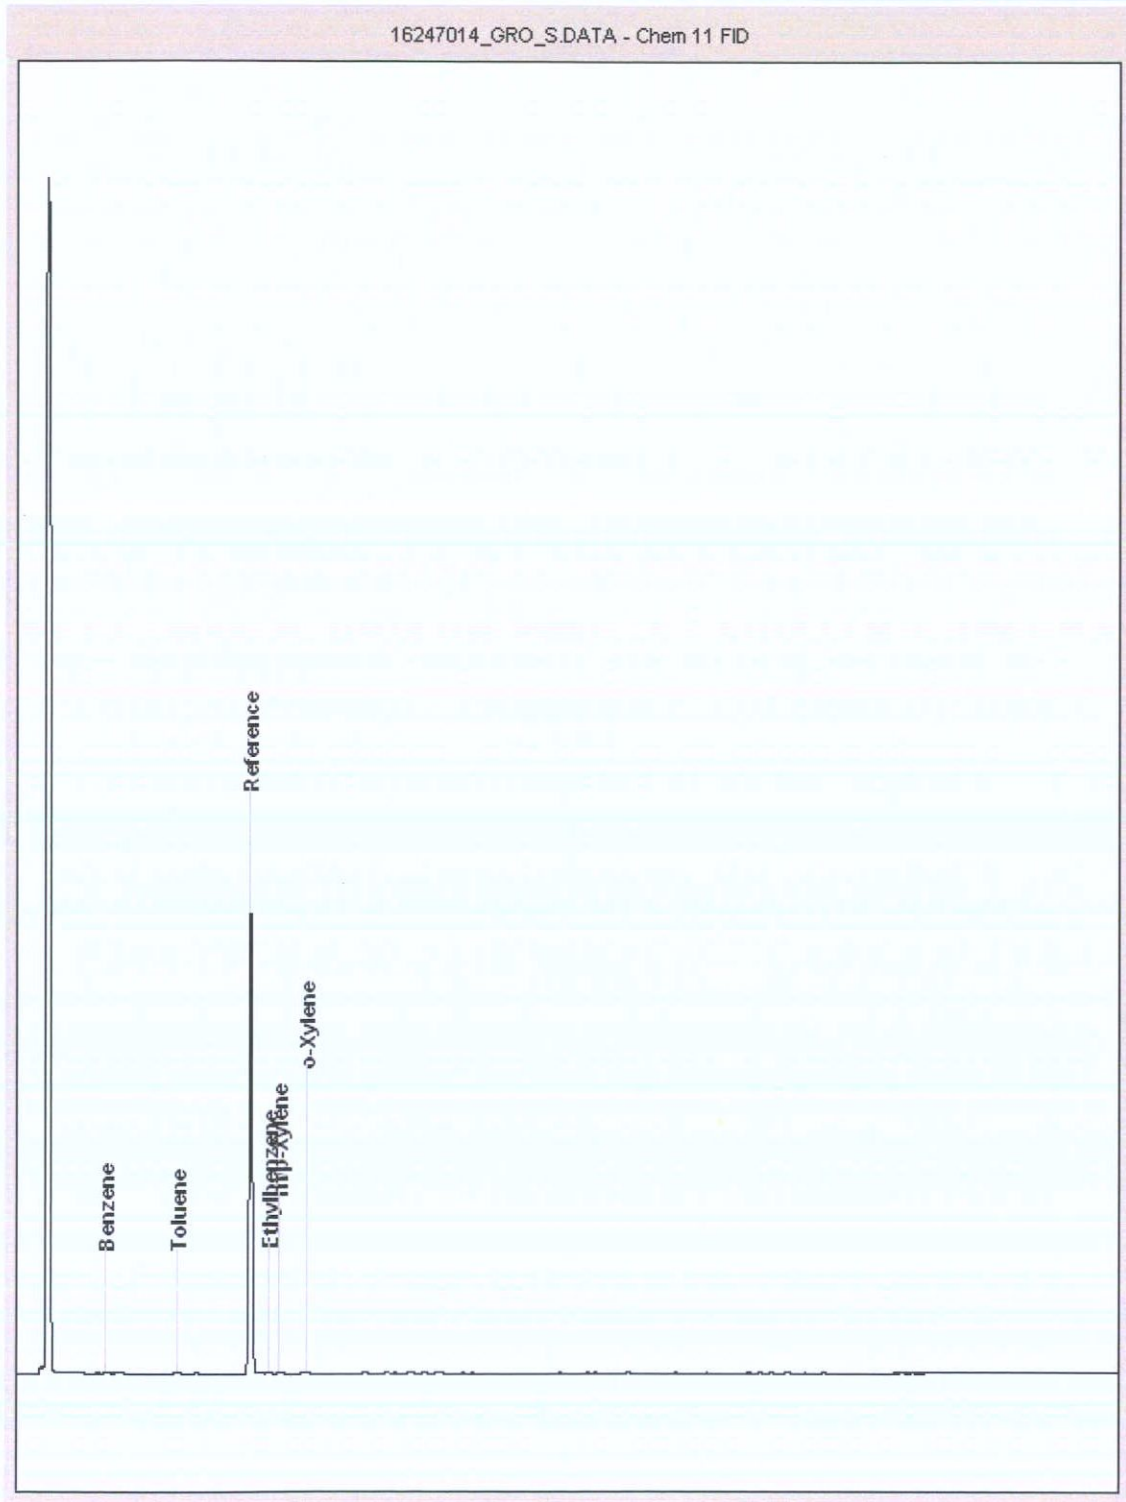 16247014_GRO_S.DATA - Chem 11 FID
Reference
o-Xylene
m/p-Xylene
Ethylbenzene
Toluene
Benzene